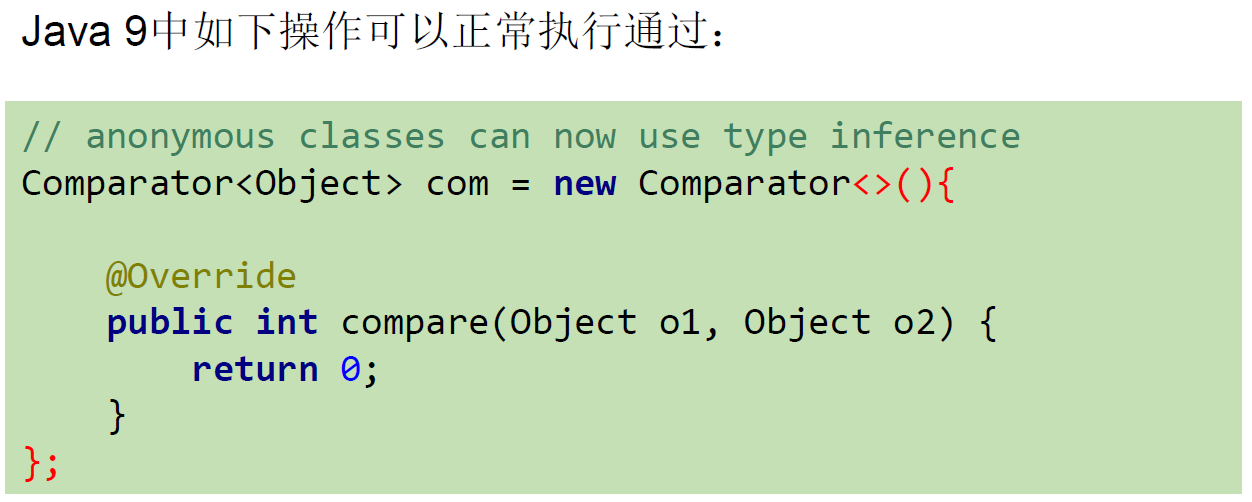 Java 9中如下操作可以正常执行通过：
// anonymous classes can now use type inference
Comparator<Object> com = new Comparator<>(){
@Override
public int compare(Object o1, Object o2) {
return 0;
}
};